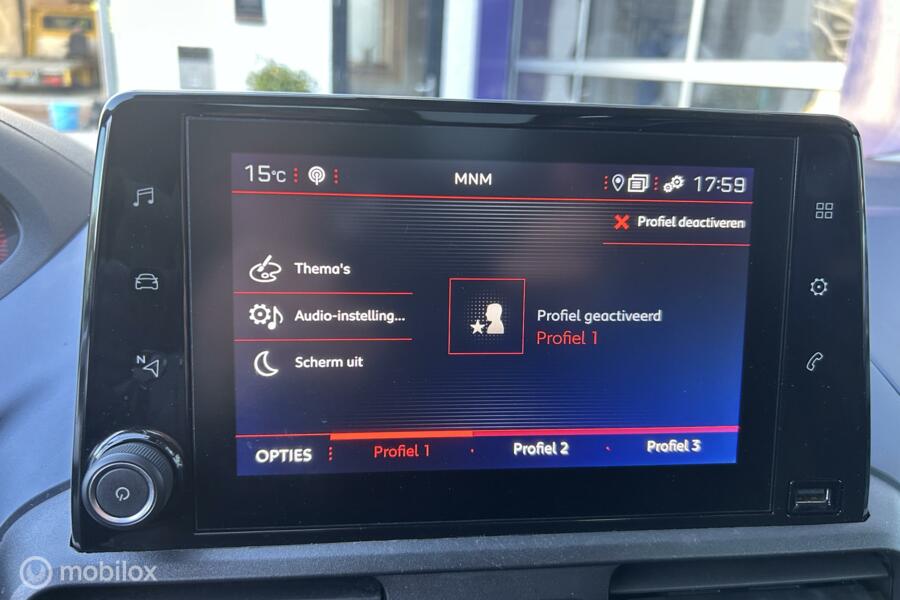 15°C MNM 17:59
Profiel deactiveren
Thema's
Audio-instelling...
Scherm uit
Profiel geactiveerd
Profiel 1
OPTIES Profiel 1 Profiel 2 Profiel 3
N
mobilox